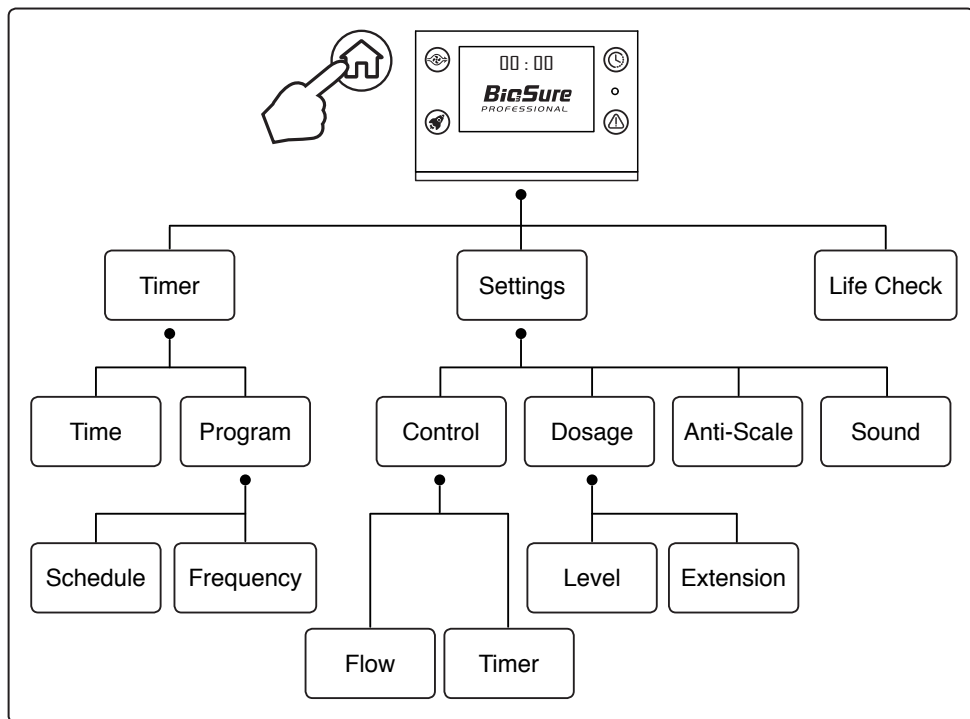 00 : 00
BioSure
PROFESSIONAL
Timer
Settings
Life Check
Time
Program
Control
Dosage
Anti-Scale
Sound
Schedule
Frequency
Level
Extension
Flow
Timer